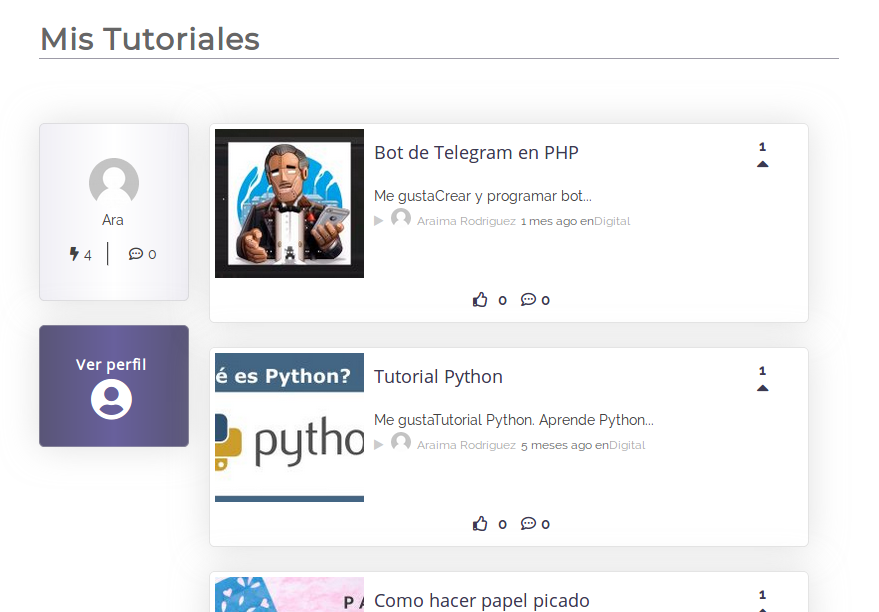 Mis Tutoriales
Ara
4 0
Ver perfil
Bot de Telegram en PHP
1
Me gustaCrear y programar bot...
Araima Rodriguez 1 mes ago enDigital
0 0
é es Python?
pytho
Tutorial Python
1
Me gustaTutorial Python. Aprende Python...
Araima Rodriguez 5 meses ago enDigital
0 0
P A
Como hacer papel picado
1